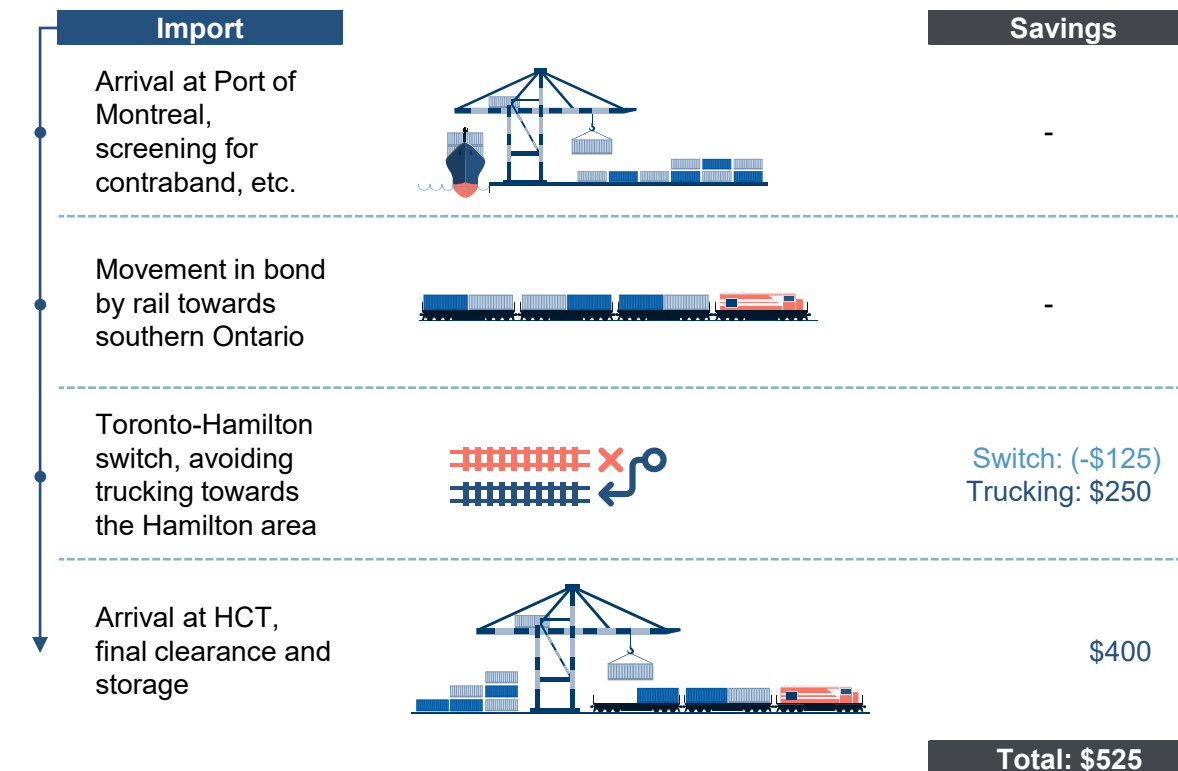 Import
Savings
Arrival at Port of
Montreal,
screening for
contraband, etc.
-
Movement in bond
by rail towards
southern Ontario
-
Toronto-Hamilton
switch, avoiding
trucking towards
the Hamilton area
Switch: (-$125)
Trucking: $250
Arrival at HCT,
final clearance and
storage
$400
Total: $525